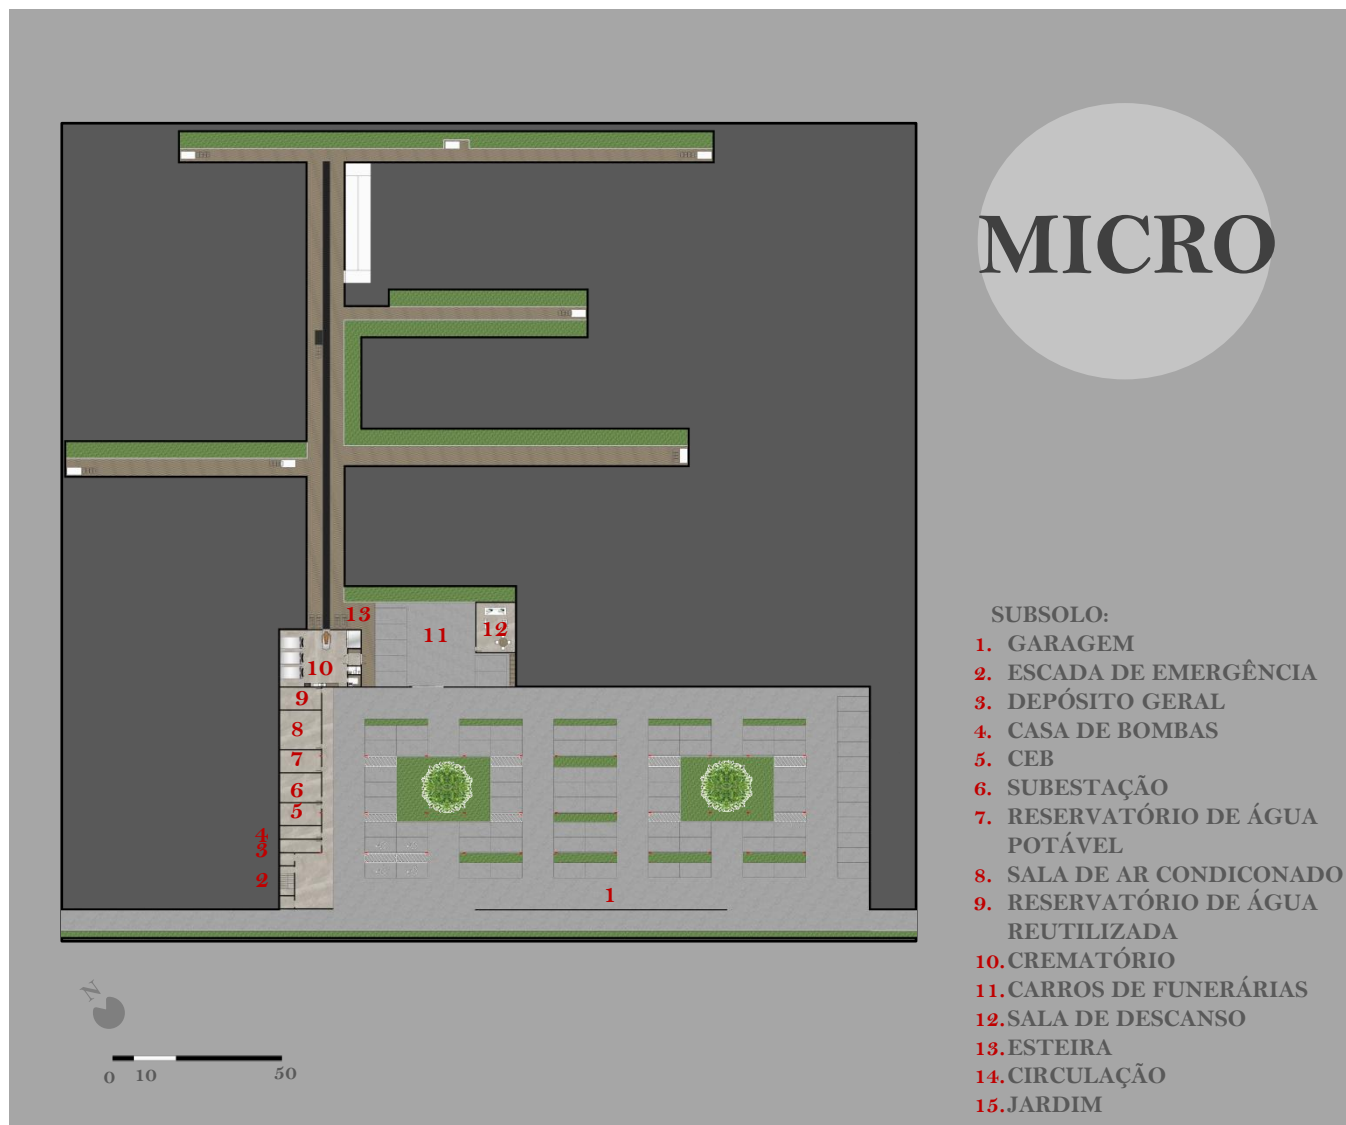 MICRO
13
11
12
10
9
8
7
6
5
4
3
2
1
SUBSOLO:
1. GARAGEM
2. ESCADA DE EMERGÊNCIA
3. DEPÓSITO GERAL
4. CASA DE BOMBAS
5. CEB
6. SUBESTAÇÃO
7. RESERVATÓRIO DE ÁGUA
POTÁVEL
8. SALA DE AR CONDICONADO
9. RESERVATÓRIO DE ÁGUA
REUTILIZADA
10. CREMATÓRIO
11. CARROS DE FUNERÁRIAS
12. SALA DE DESCANSO
13. ESTEIRA
14. CIRCULAÇÃO
15. JARDIM
N
0 10 50